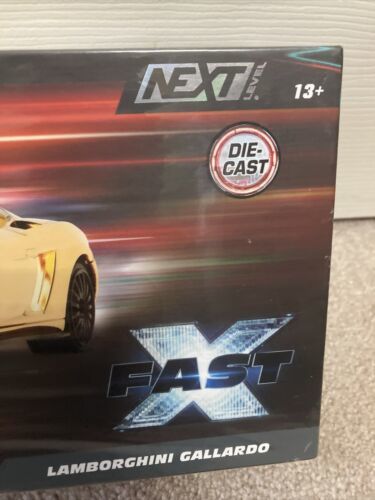 NEXT
LEVEL
13+
DIE-
CAST
FAST
X
LAMBORGHINI GALLARDO